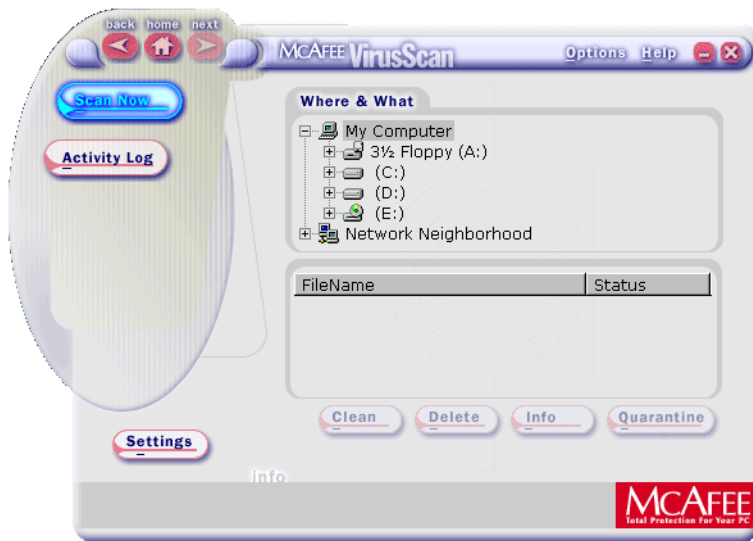 back home next
McAfee VirusScan
Options Help
Scan Now
Activity Log
Where & What
My Computer
3½ Floppy (A:)
(C:)
(D:)
(E:)
Network Neighborhood
FileName Status
Clean Delete Info Quarantine
Settings
info
McAfee
Total Protection For Your PC